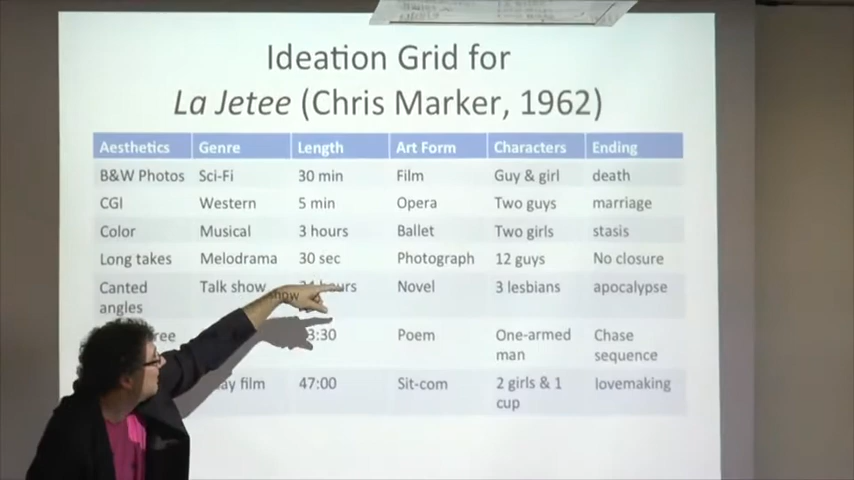 Ideation Grid for
La Jetee (Chris Marker, 1962)
Aesthetics Genre Length Art Form Characters Ending
B&W Photos Sci-Fi 30 min Film Guy & girl death
CGI Western 5 min Opera Two guys marriage
Color Musical 3 hours Ballet Two girls stasis
Long takes Melodrama 30 sec Photograph 12 guys No closure
Canted Talk show hours Novel 3 lesbians apocalypse
angles
:30 Poem One-armed Chase
man sequence
film 47:00 Sit-com 2 girls & 1 lovemaking
cup